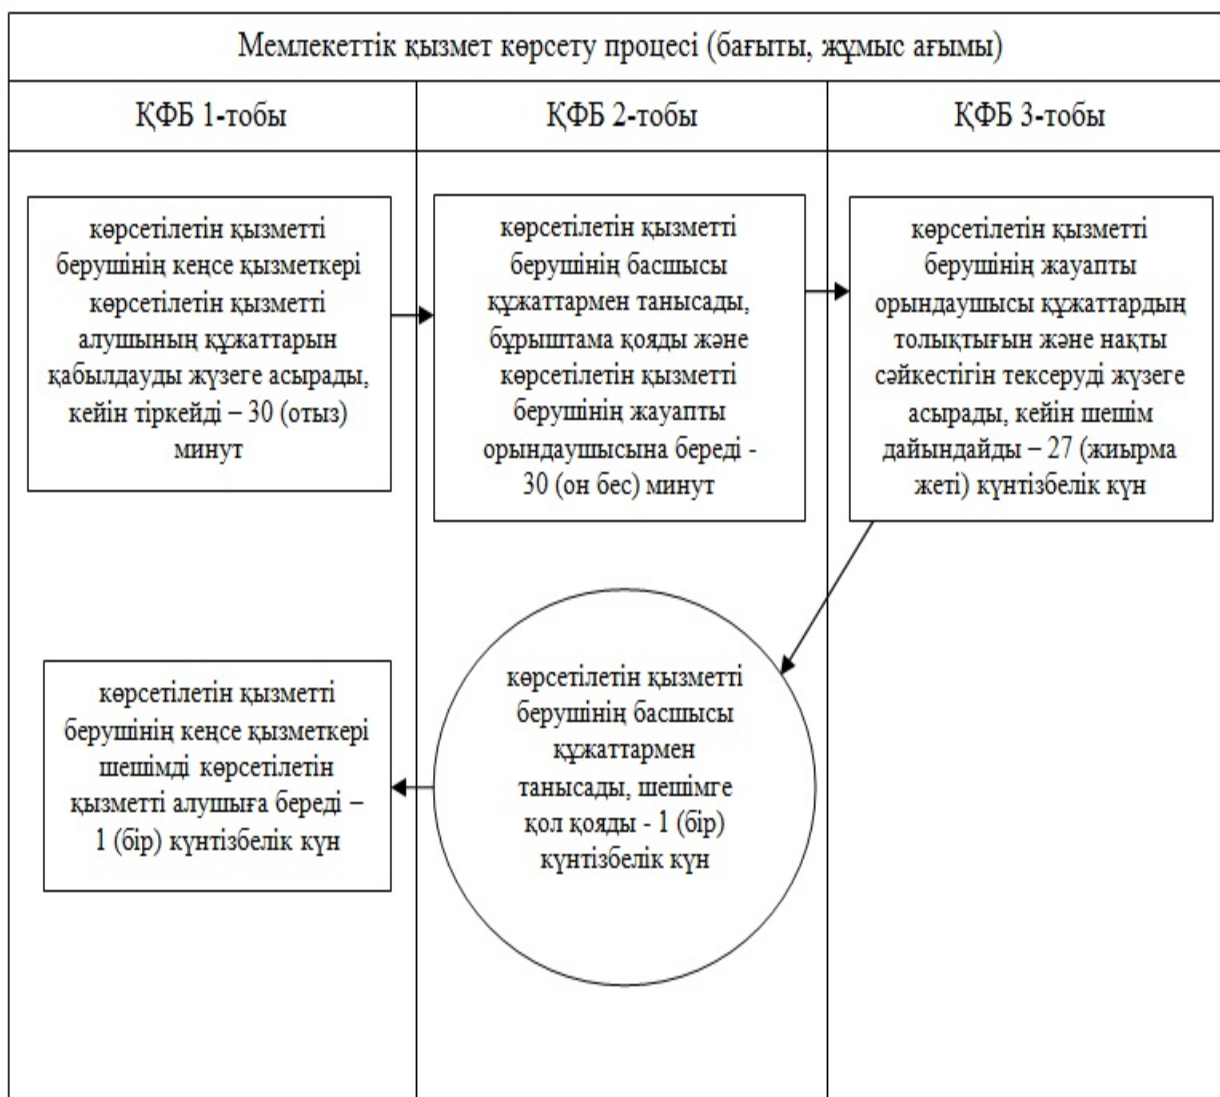 Мемлекеттік қызмет көрсету процесі (бағыты, жұмыс ағымы)
ҚФБ 1-тобы
ҚФБ 2-тобы
ҚФБ 3-тобы
көрсетілетін қызметті
берушінің кеңсе қызметкері
көрсетілетін қызметті
алушының құжаттарын
қабылдауды жүзеге асырады,
кейін тіркейді – 30 (отыз)
минут
көрсетілетін қызметті
берушінің басшысы
құжаттармен танысады,
бұрыштама қояды және
көрсетілетін қызметті
берушінің жауапты
орындаушысына береді -
30 (он бес) минут
көрсетілетін қызметті
берушінің жауапты
орындаушысы құжаттардың
толықтығын және нақты
сәйкестігін тексеруді жүзеге
асырады, кейін шешім
дайындайды – 27 (жиырма
жеті) күнтізбелік күн
көрсетілетін қызметті
берушінің басшысы
құжаттармен
танысады, шешімге
қол қояды - 1 (бір)
күнтізбелік күн
көрсетілетін қызметті
берушінің кеңсе қызметкері
шешімді көрсетілетін
қызметті алушыға береді –
1 (бір) күнтізбелік күн